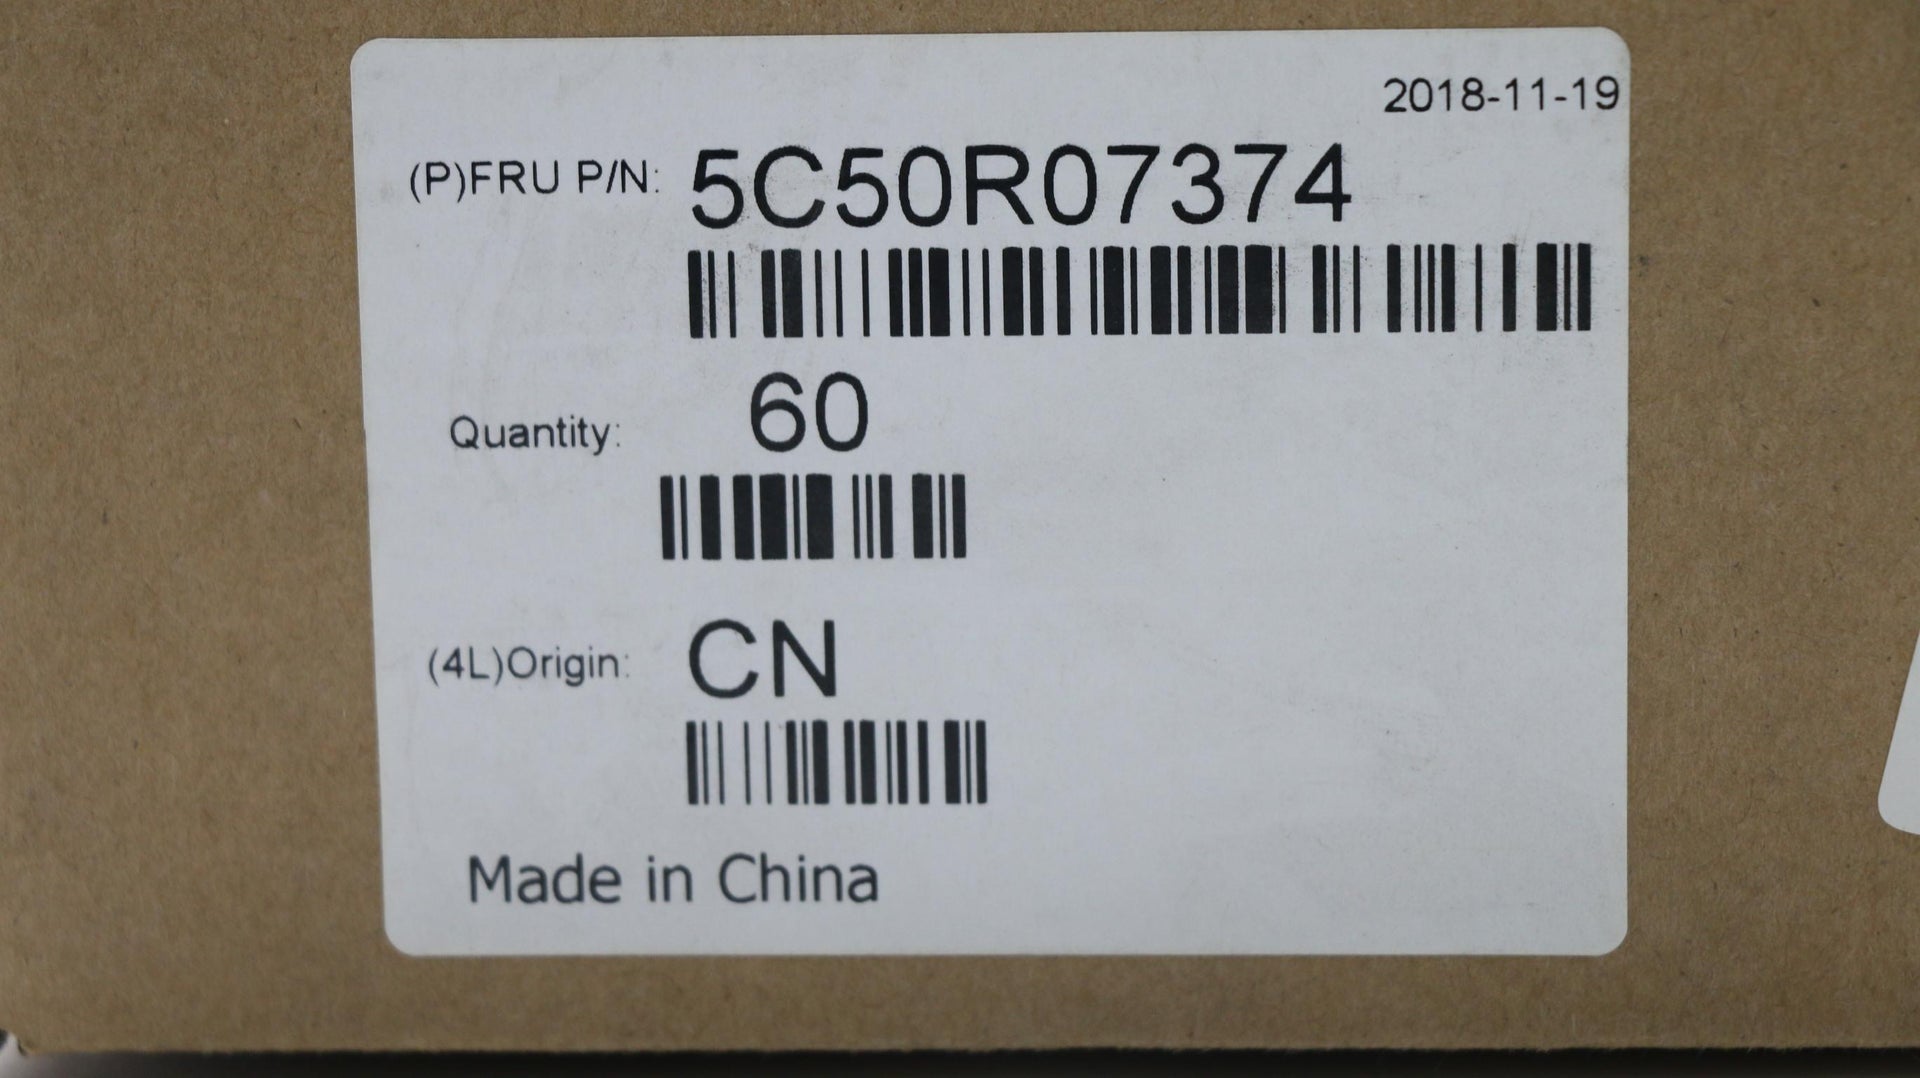 2018-11-19
(P)FRU P/N: 5C50R07374
Quantity: 60
(4L)Origin: CN
Made in China